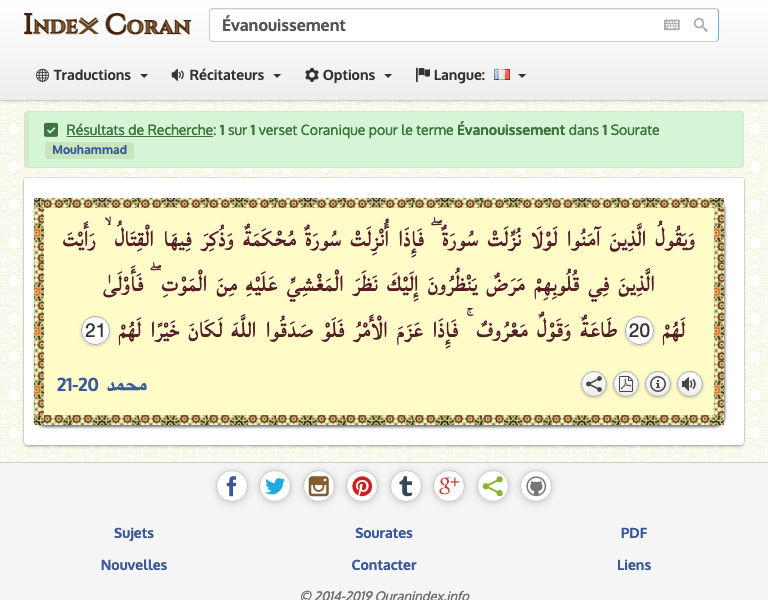 INDEX CORAN
Évanouissement
Traductions Récitateurs Options Langue:
Résultats de Recherche: 1 sur 1 verset Coranique pour le terme Évanouissement dans 1 Sourate
Mouhammad
وَيَقُولُ الَّذِينَ آمَنُوا لَوْلَا نُزِّلَتْ سُورَةٌ ۖ فَإِذَا أُنْزِلَتْ سُورَةٌ مُحْكَمَةٌ وَذُكِرَ فِيهَا الْقِتَالُ ۙ رَأَيْتَ
الَّذِينَ فِي قُلُوبِهِمْ مَرَضٌ يَنْظُرُونَ إِلَيْكَ نَظَرَ الْمَغْشِيِّ عَلَيْهِ مِنَ الْمَوْتِ ۖ فَأَوْلَىٰ
لَهُمْ 20 طَاعَةٌ وَقَوْلٌ مَعْرُوفٌ ۚ فَإِذَا عَزَمَ الْأَمْرُ فَلَوْ صَدَقُوا اللَّهَ لَكَانَ خَيْرًا لَهُمْ 21
محمد 20-21
Sujets Sourates PDF
Nouvelles Contacter Liens
© 2014-2019 Quranindex.info